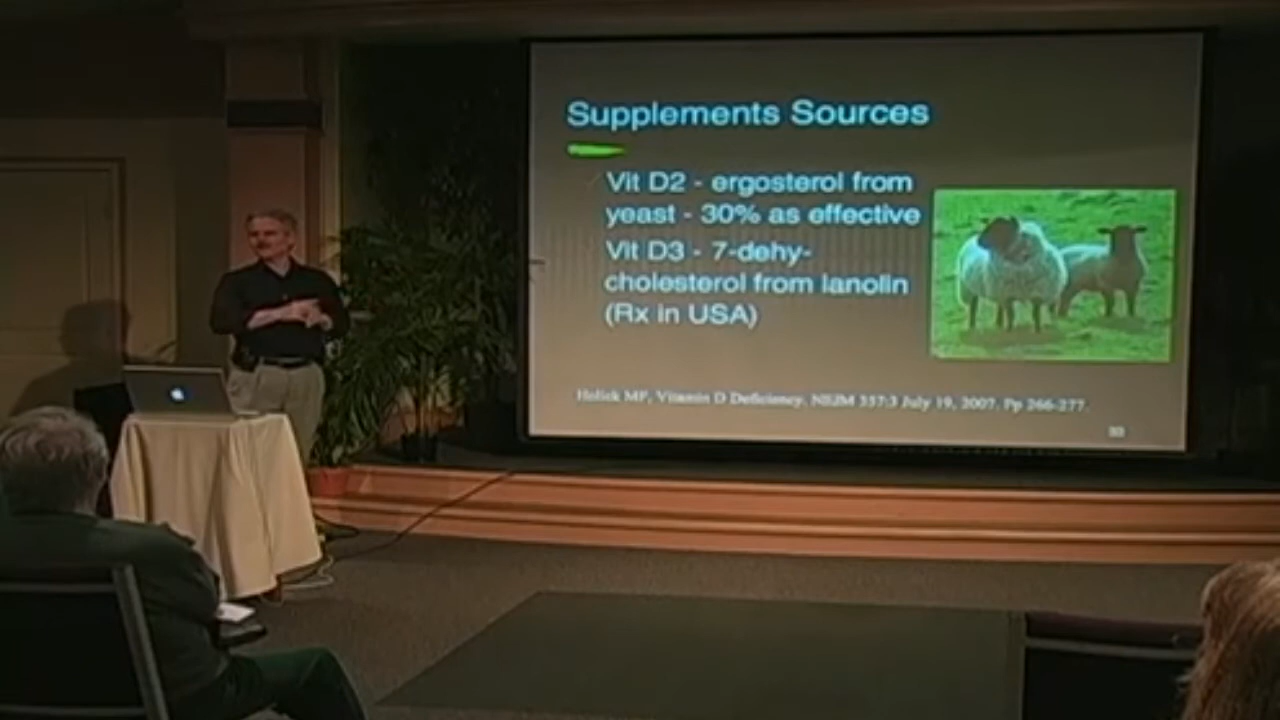 Supplements Sources
Vit D2 - ergosterol from
yeast - 30% as effective
Vit D3 - 7-dehy-
cholesterol from lanolin
(Rx in USA)
Holick MF, Vitamin D Deficiency. NEJM 357:3 July 19, 2007. Pp 266-277.